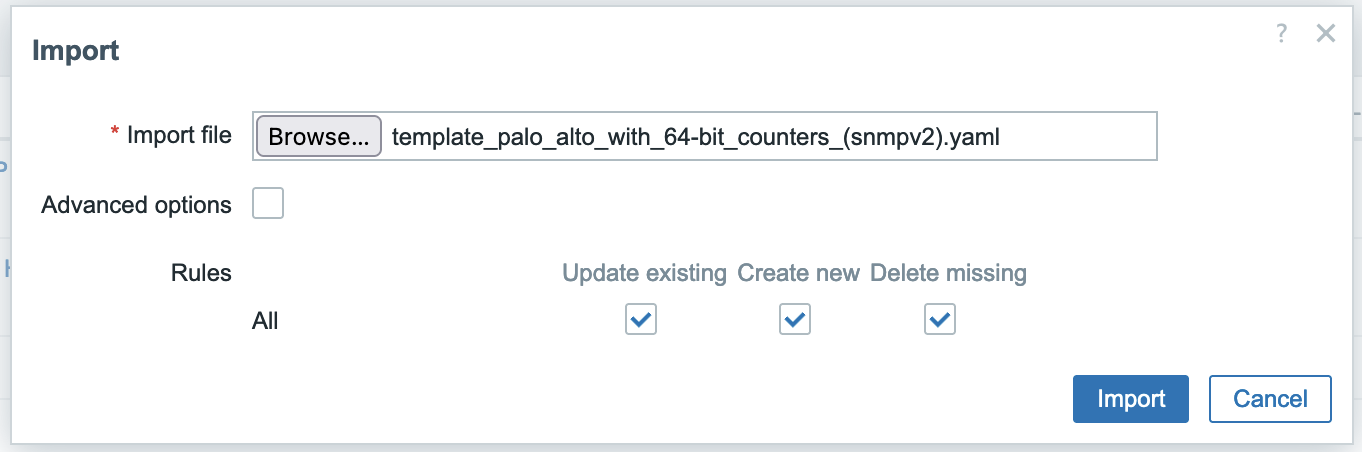 Import
?
* Import file
Browse... template_palo_alto_with_64-bit_counters_(snmpv2).yaml
Advanced options
Rules
Update existing Create new Delete missing
All
Import Cancel